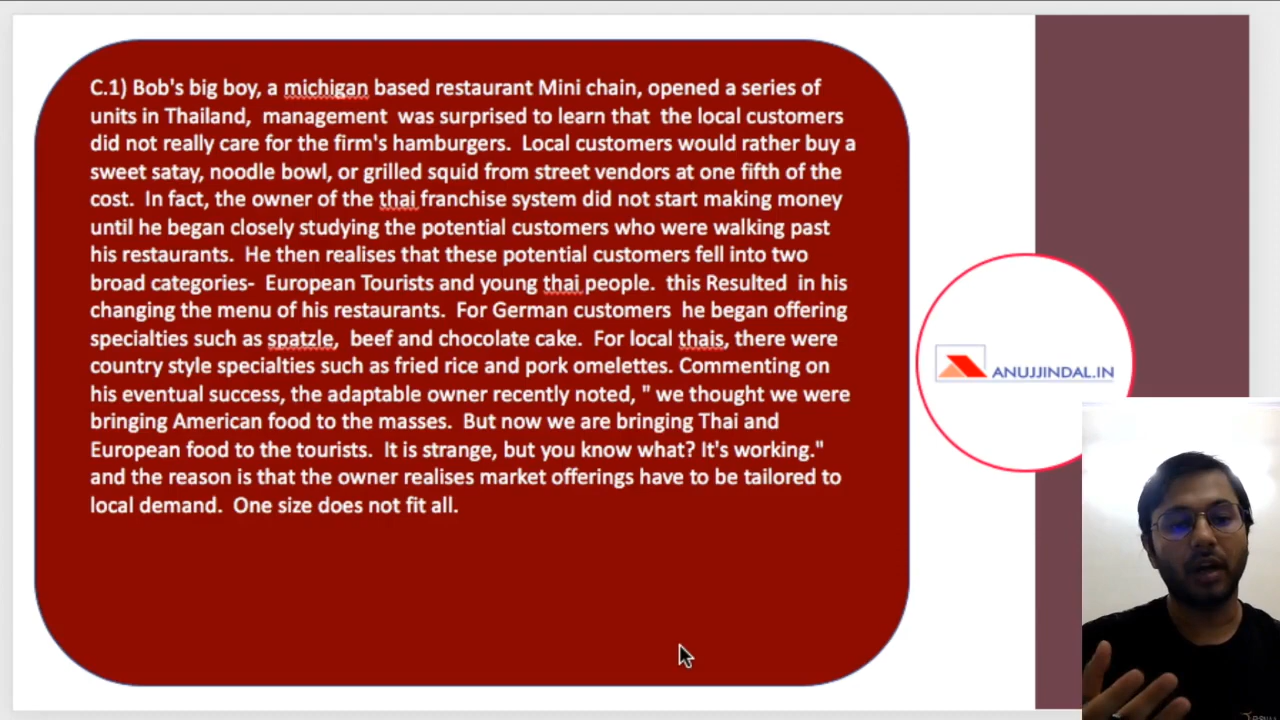 C.1) Bob's big boy, a michigan based restaurant Mini chain, opened a series of
units in Thailand, management was surprised to learn that the local customers
did not really care for the firm's hamburgers. Local customers would rather buy a
sweet satay, noodle bowl, or grilled squid from street vendors at one fifth of the
cost. In fact, the owner of the thai franchise system did not start making money
until he began closely studying the potential customers who were walking past
his restaurants. He then realises that these potential customers fell into two
broad categories- European Tourists and young thai people. this Resulted in his
changing the menu of his restaurants. For German customers he began offering
specialties such as spatzle, beef and chocolate cake. For local thais, there were
country style specialties such as fried rice and pork omelettes. Commenting on
his eventual success, the adaptable owner recently noted, " we thought we were
bringing American food to the masses. But now we are bringing Thai and
European food to the tourists. It is strange, but you know what? It's working."
and the reason is that the owner realises market offerings have to be tailored to
local demand. One size does not fit all.
ANUJJINDAL.IN